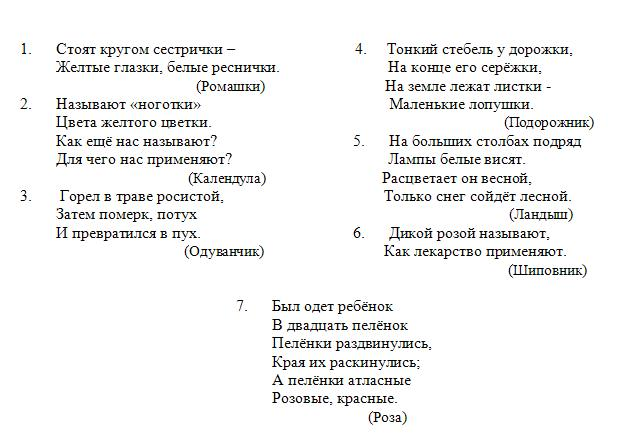 1. Стоят кругом сестрички –
Желтые глазки, белые реснички.
(Ромашки)
2. Называют «ноготки»
Цвета желтого цветки.
Как ещё нас называют?
Для чего нас применяют?
(Календула)
3. Горел в траве росистой,
Затем померк, потух
И превратился в пух.
(Одуванчик)
4. Тонкий стебель у дорожки,
На конце его серёжки,
На земле лежат листки -
Маленькие лопушки.
(Подорожник)
5. На больших столбах подряд
Лампы белые висят.
Расцветает он весной,
Только снег сойдёт лесной.
(Ландыш)
6. Дикой розой называют,
Как лекарство применяют.
(Шиповник)
7. Был одет ребёнок
В двадцать пелёнок
Пелёнки раздвинулись,
Края их раскинулись;
А пелёнки атласные
Розовые, красные.
(Роза)